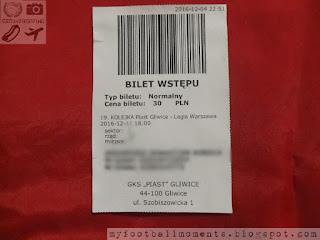 GROUNDHOPPING
2016-12-04 22:51
BILET WSTĘPU
Typ biletu: Normalny
Cena biletu: 30 PLN
19. KOLEJKA Piast Gliwice - Legia Warszawa
2016-12- 18:00
sektor:
rząd:
miejsce:
GKS „PIAST" GLIWICE
44-100 Gliwice
ul. Szobiszowicka 1
myfootballmoments.blogspot.com